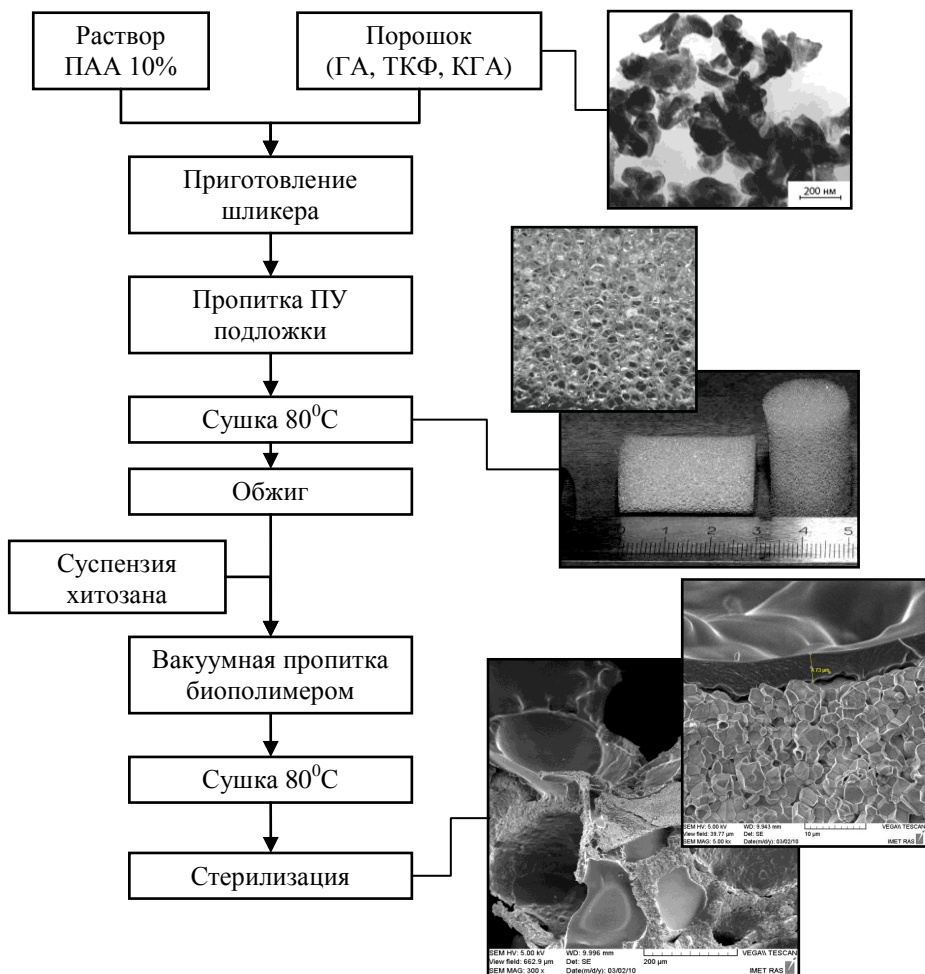 Раствор
ПАА 10%
Порошок
(ГА, ТКФ, КГА)
200 нм
Приготовление
шликера
Пропитка ПУ
подложки
Сушка 80⁰С
Обжиг
0 1 2 3 4 5
Суспензия
хитозана
Вакуумная пропитка
биополимером
Сушка 80⁰С
Стерилизация
SEM HV: 5.00 kV WD: 9.943 mm VEGA\\ TESCAN
View field: 39.77 µm Det: SE 10 µm
SEM MAG: 5.00 kx Date(m/d/y): 03/02/10 IMET RAS
SEM HV: 5.00 kV WD: 9.996 mm VEGA\\ TESCAN
View field: 662.9 µm Det: SE 200 µm
SEM MAG: 300 x Date(m/d/y): 03/02/10 IMET RAS